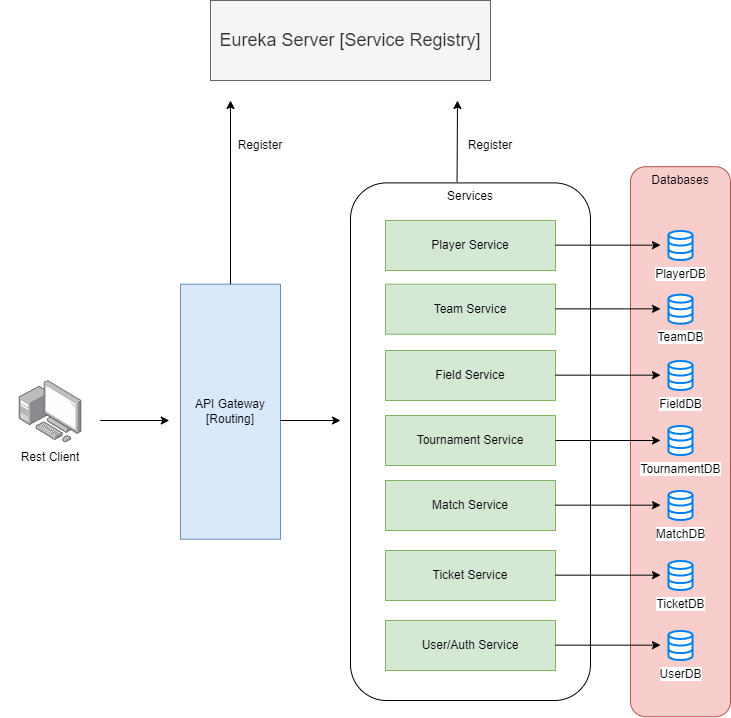 Eureka Server [Service Registry]
Register
Register
Services
Databases
Player Service
PlayerDB
Team Service
TeamDB
Field Service
FieldDB
API Gateway
[Routing]
Tournament Service
TournamentDB
Rest Client
Match Service
MatchDB
Ticket Service
TicketDB
User/Auth Service
UserDB